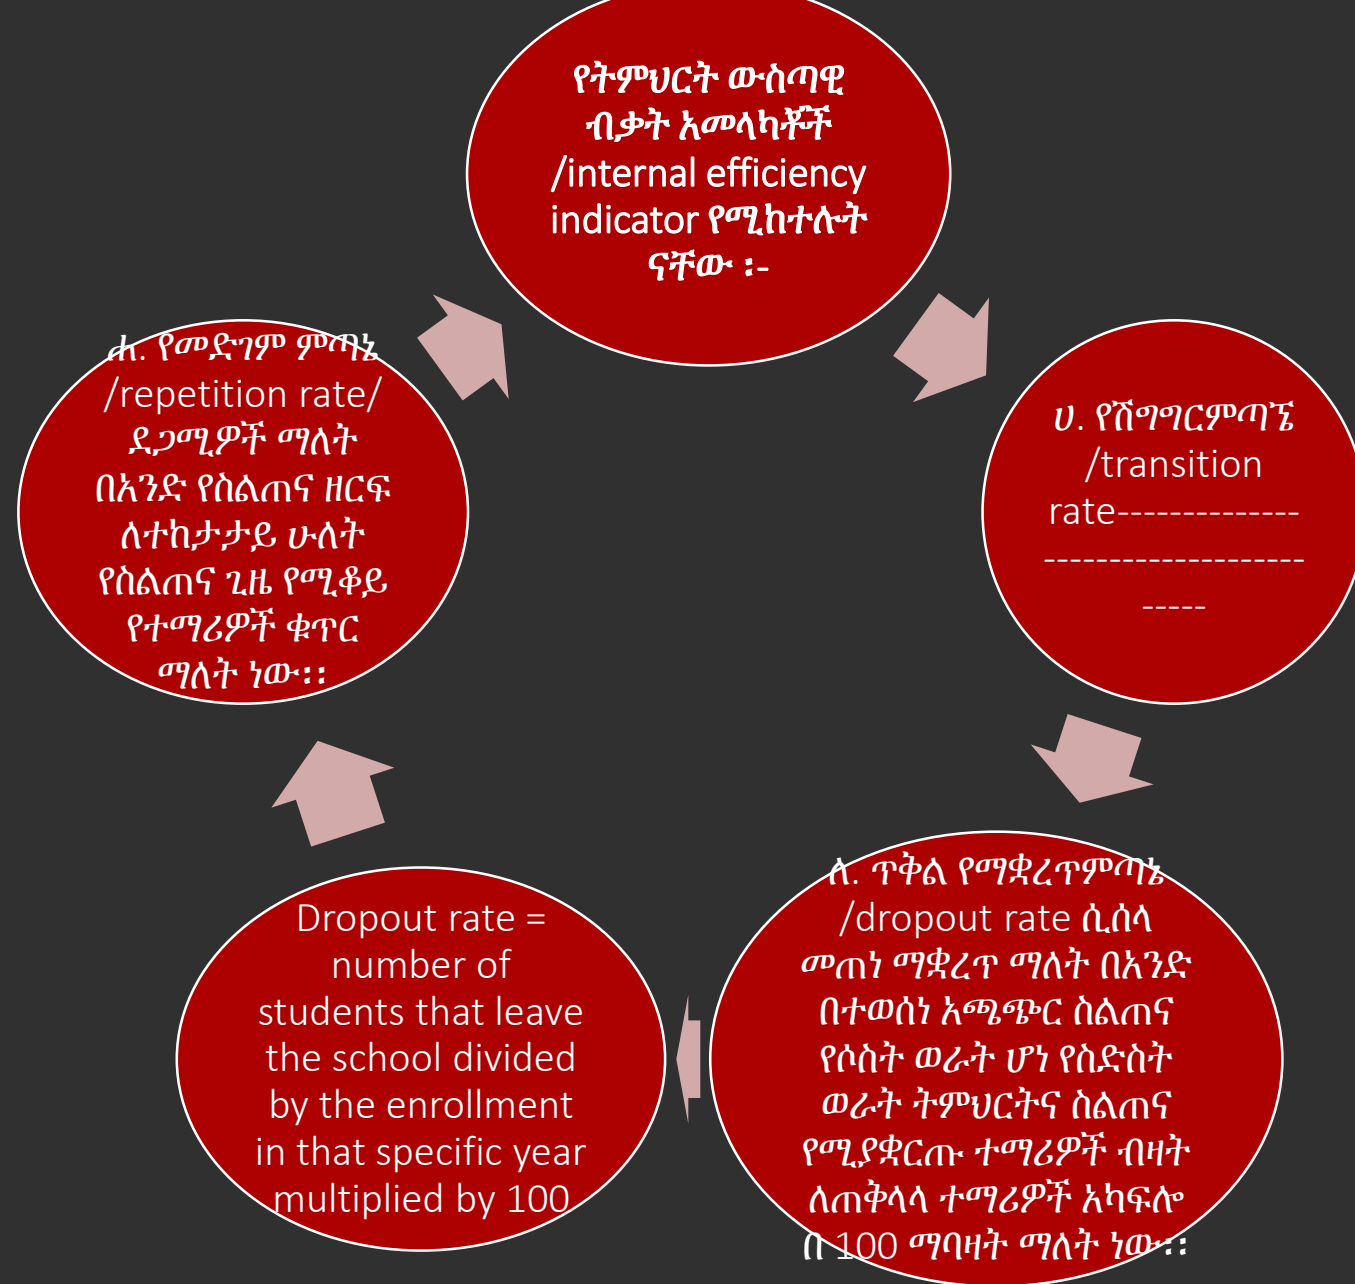 የትምህርት ውስጣዊ
ብቃት አመላካቾች
/internal efficiency
indicator የሚከተሉት
ናቸው ፡-
ሀ. የሽግግርምጣኜ
/transition
rate--------------
--------------------
-----
ለ. ጥቅል የማቋረጥምጣኔ
/dropout rate ሲሰላ
መጠነ ማቋረጥ ማለት በአንድ
በተወሰነ አጫጭር ስልጠና
የሶስት ወራት ሆነ የስድስት
ወራት ትምህርትና ስልጠና
የሚያቋርጡ ተማሪዎች ብዛት
ለጠቅላላ ተማሪዎች አካፍሎ
በ 100 ማባዛት ማለት ነው፡፡
Dropout rate =
number of
students that leave
the school divided
by the enrollment
in that specific year
multiplied by 100
ሐ. የመድገም ምጣኔ
/repetition rate/
ደጋሚዎች ማለት
በአንድ የስልጠና ዘርፍ
ለተከታታይ ሁለት
የስልጠና ጊዜ የሚቆይ
የተማሪዎች ቁጥር
ማለት ነው፡፡